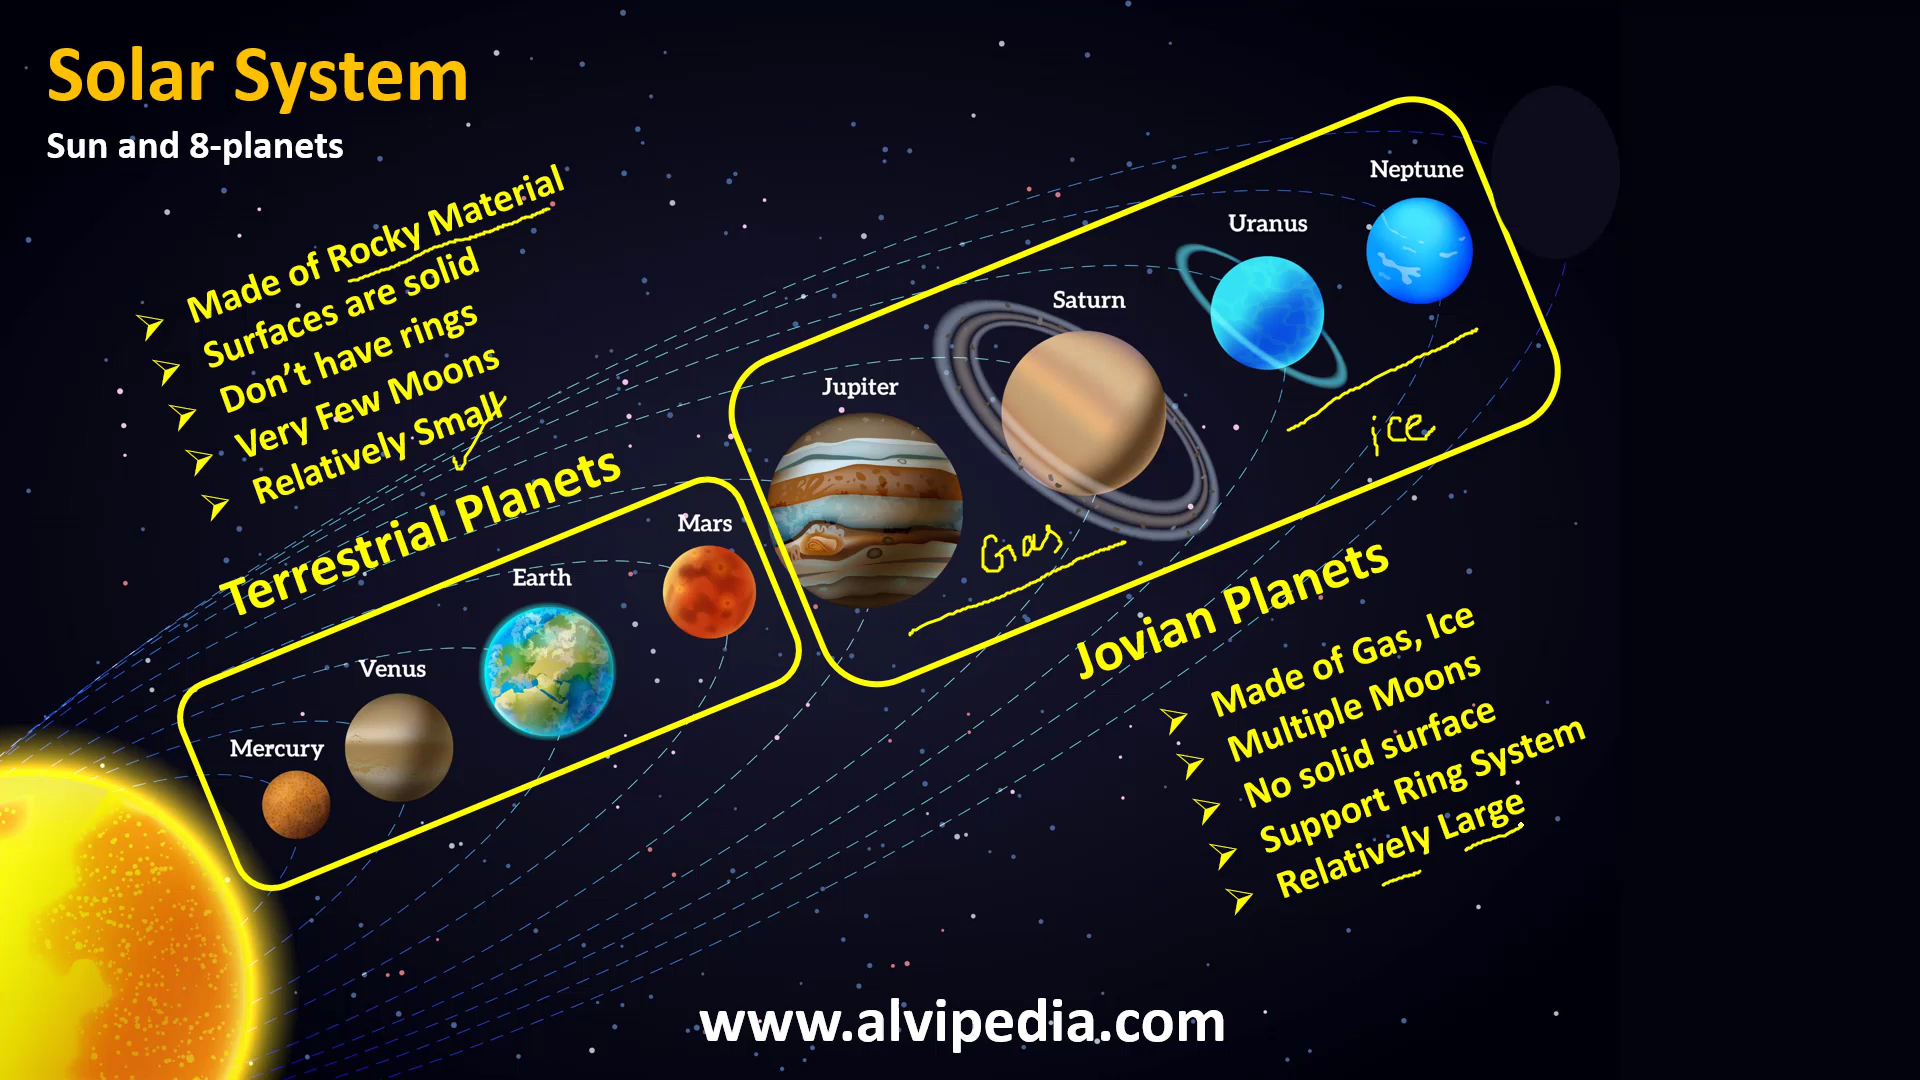 Solar System
Sun and 8-planets
Made of Rocky Material
Surfaces are solid
Don’t have rings
Very Few Moons
Relatively Small
Terrestrial Planets
Mercury
Venus
Earth
Mars
Jupiter
Saturn
Uranus
Neptune
Gas
ice
Jovian Planets
Made of Gas, Ice
Multiple Moons
No solid surface
Support Ring System
Relatively Large
www.alvipedia.com